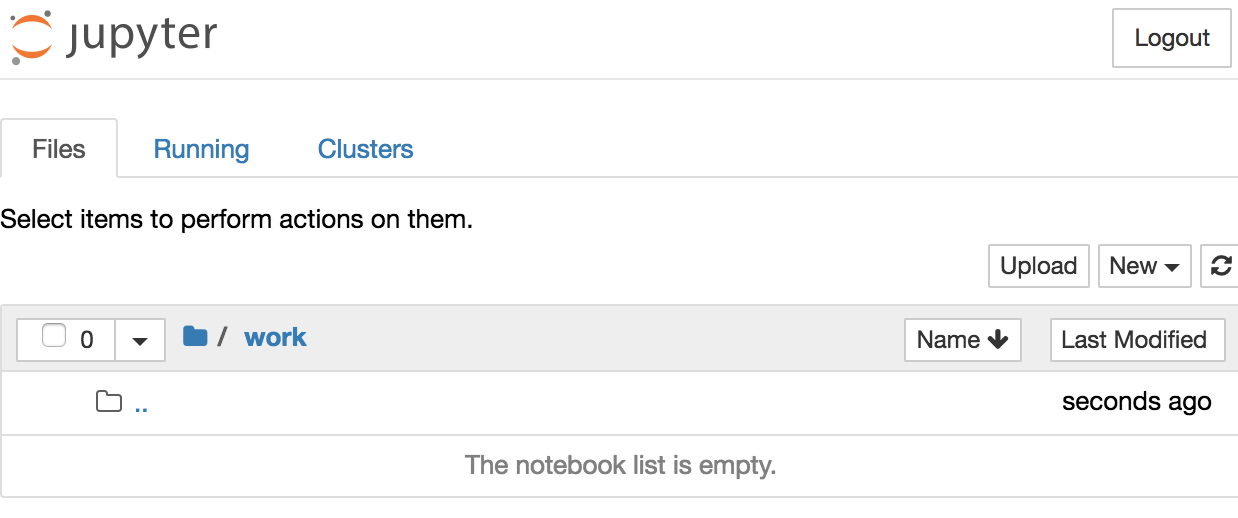 jupyter Logout
Files Running Clusters
Select items to perform actions on them.
Upload New
0 / work Name Last Modified
.. seconds ago
The notebook list is empty.